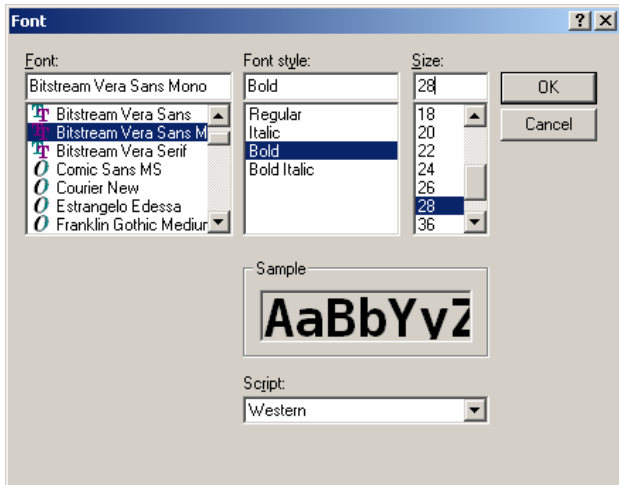 Font
Font:
Bitstream Vera Sans Mono
Bitstream Vera Sans
Bitstream Vera Sans M
Bitstream Vera Serif
Comic Sans MS
Courier New
Estrangelo Edessa
Franklin Gothic Medium
Font style:
Bold
Regular
Italic
Bold
Bold Italic
Size:
28
18
20
22
24
26
28
36
OK
Cancel
Sample
AaBbYyZ
Script:
Western